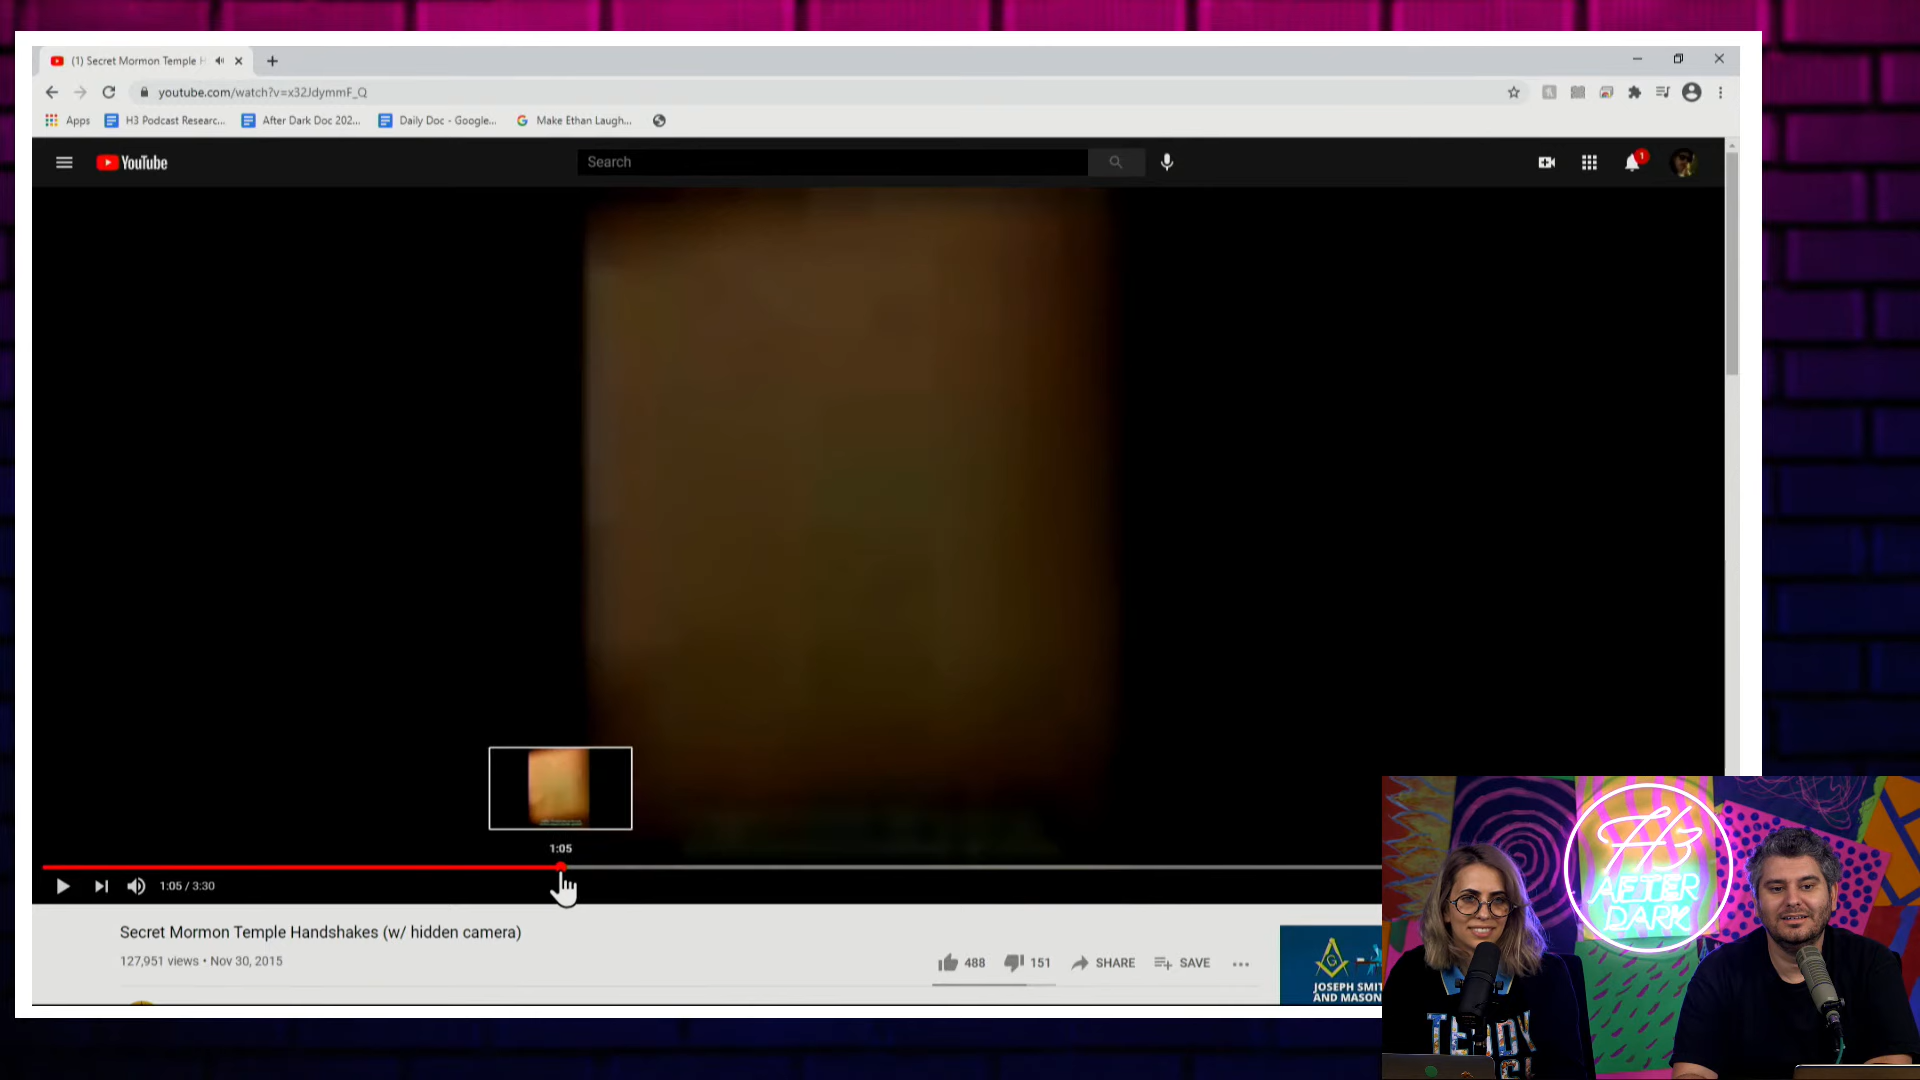 (1) Secret Mormon Temple H
youtube.com/watch?v=x32JdymmF_Q
Apps
H3 Podcast Researc...
After Dark Doc 202...
Daily Doc - Google...
Make Ethan Laugh...
YouTube
Search
1
1:05
1:05 / 3:30
Secret Mormon Temple Handshakes (w/ hidden camera)
127,951 views • Nov 30, 2015
488
151
SHARE
SAVE
G
JOSEPH SMIT
AND MASON
H3
AFTER
DARK
TEDDY